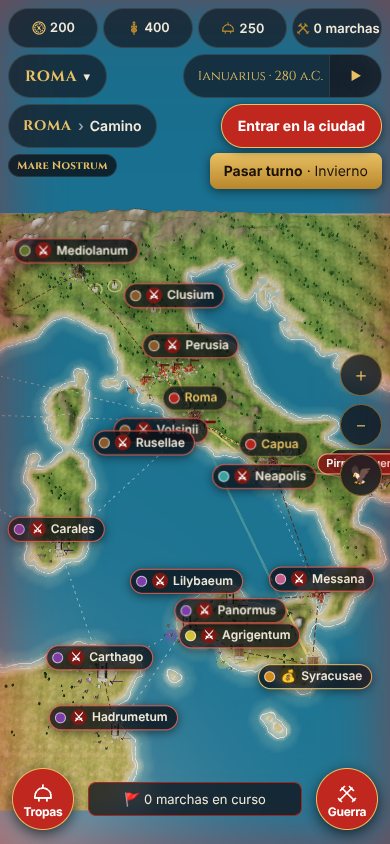 200
400
250
0 marchas
ROMA ▾
IANUARIUS · 280 A.C.
ROMA › Camino
Entrar en la ciudad
MARE NOSTRUM
Pasar turno · Invierno
Mediolanum
Clusium
Perusia
Roma
Volsinii
Rusellae
Capua
Neapolis
Carales
Lilybaeum
Messana
Panormus
Agrigentum
Carthago
Syracusae
Hadrumetum
Tropas
0 marchas en curso
Guerra